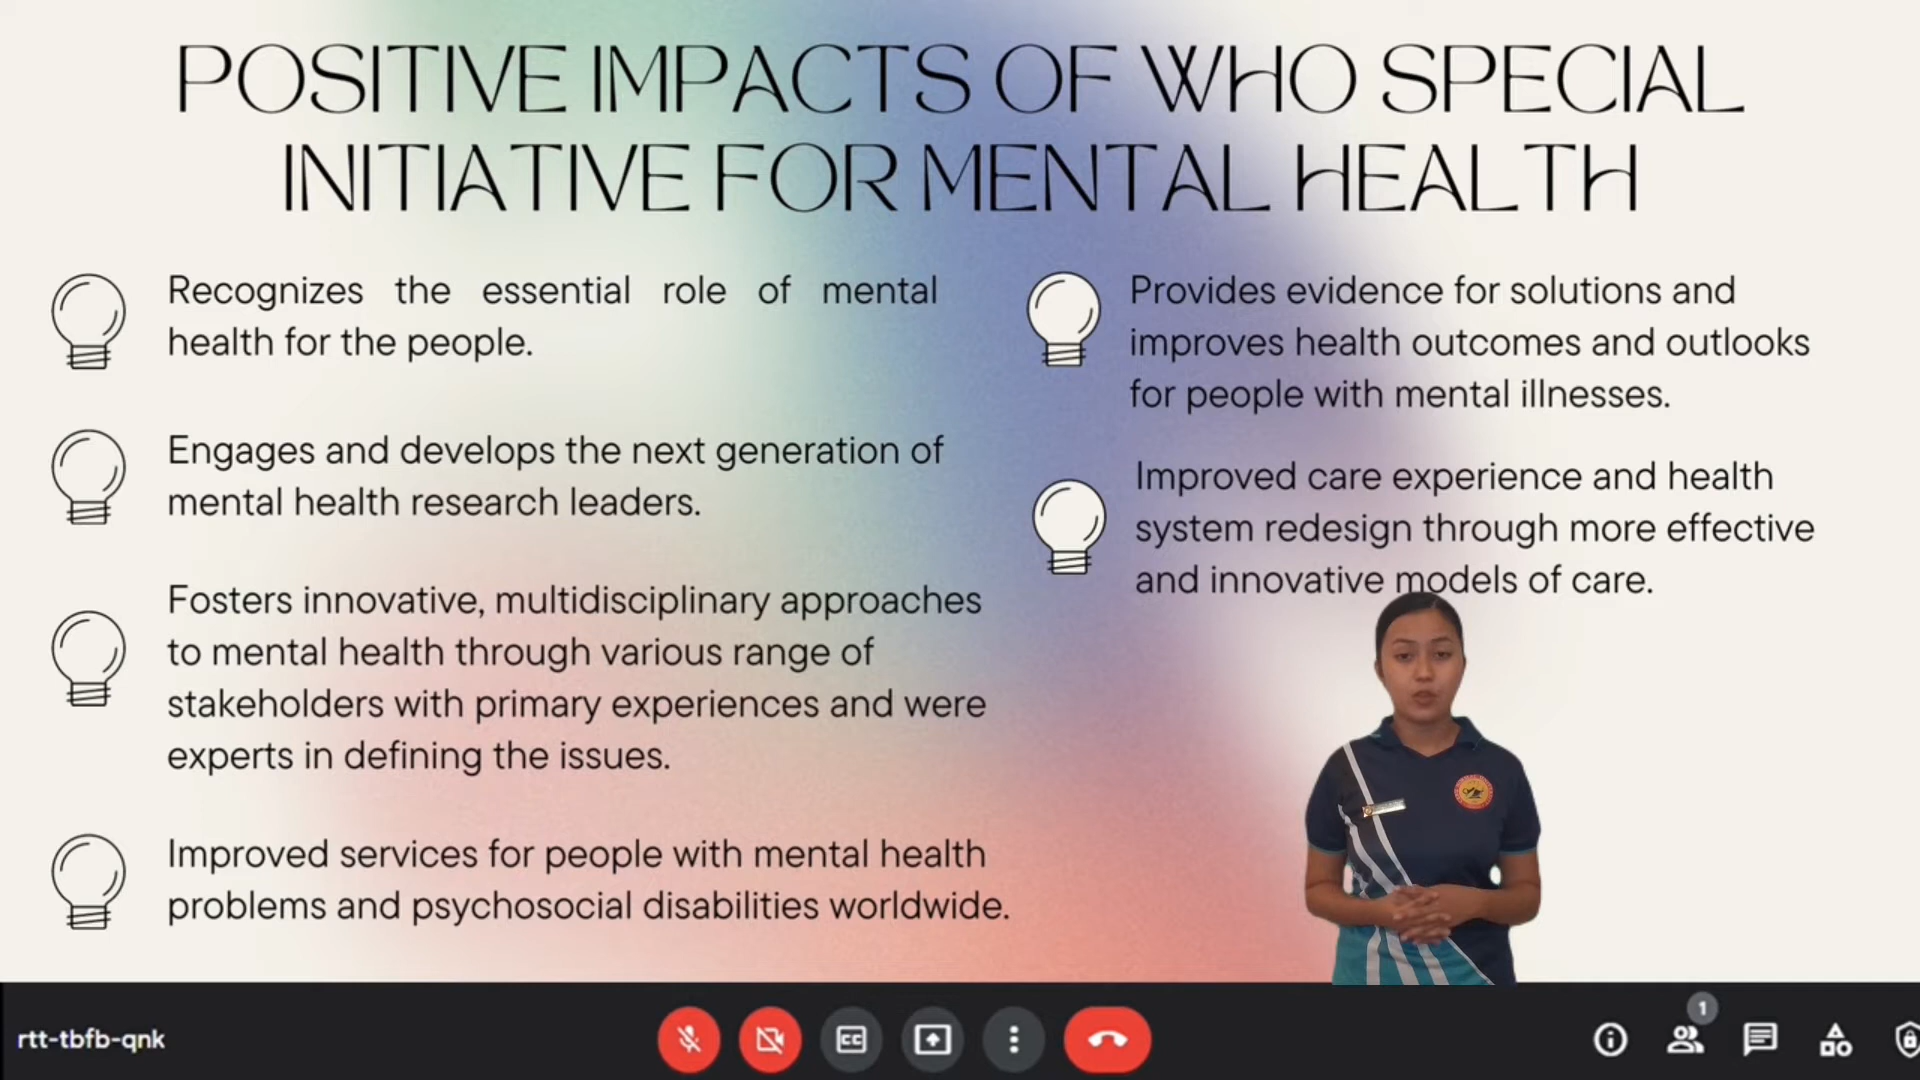 POSITIVE IMPACTS OF WHO SPECIAL
INITIATIVE FOR MENTAL HEALTH
Recognizes the essential role of mental
health for the people.
Engages and develops the next generation of
mental health research leaders.
Fosters innovative, multidisciplinary approaches
to mental health through various range of
stakeholders with primary experiences and were
experts in defining the issues.
Improved services for people with mental health
problems and psychosocial disabilities worldwide.
Provides evidence for solutions and
improves health outcomes and outlooks
for people with mental illnesses.
Improved care experience and health
system redesign through more effective
and innovative models of care.
rtt-tbfb-qnk
CC
1